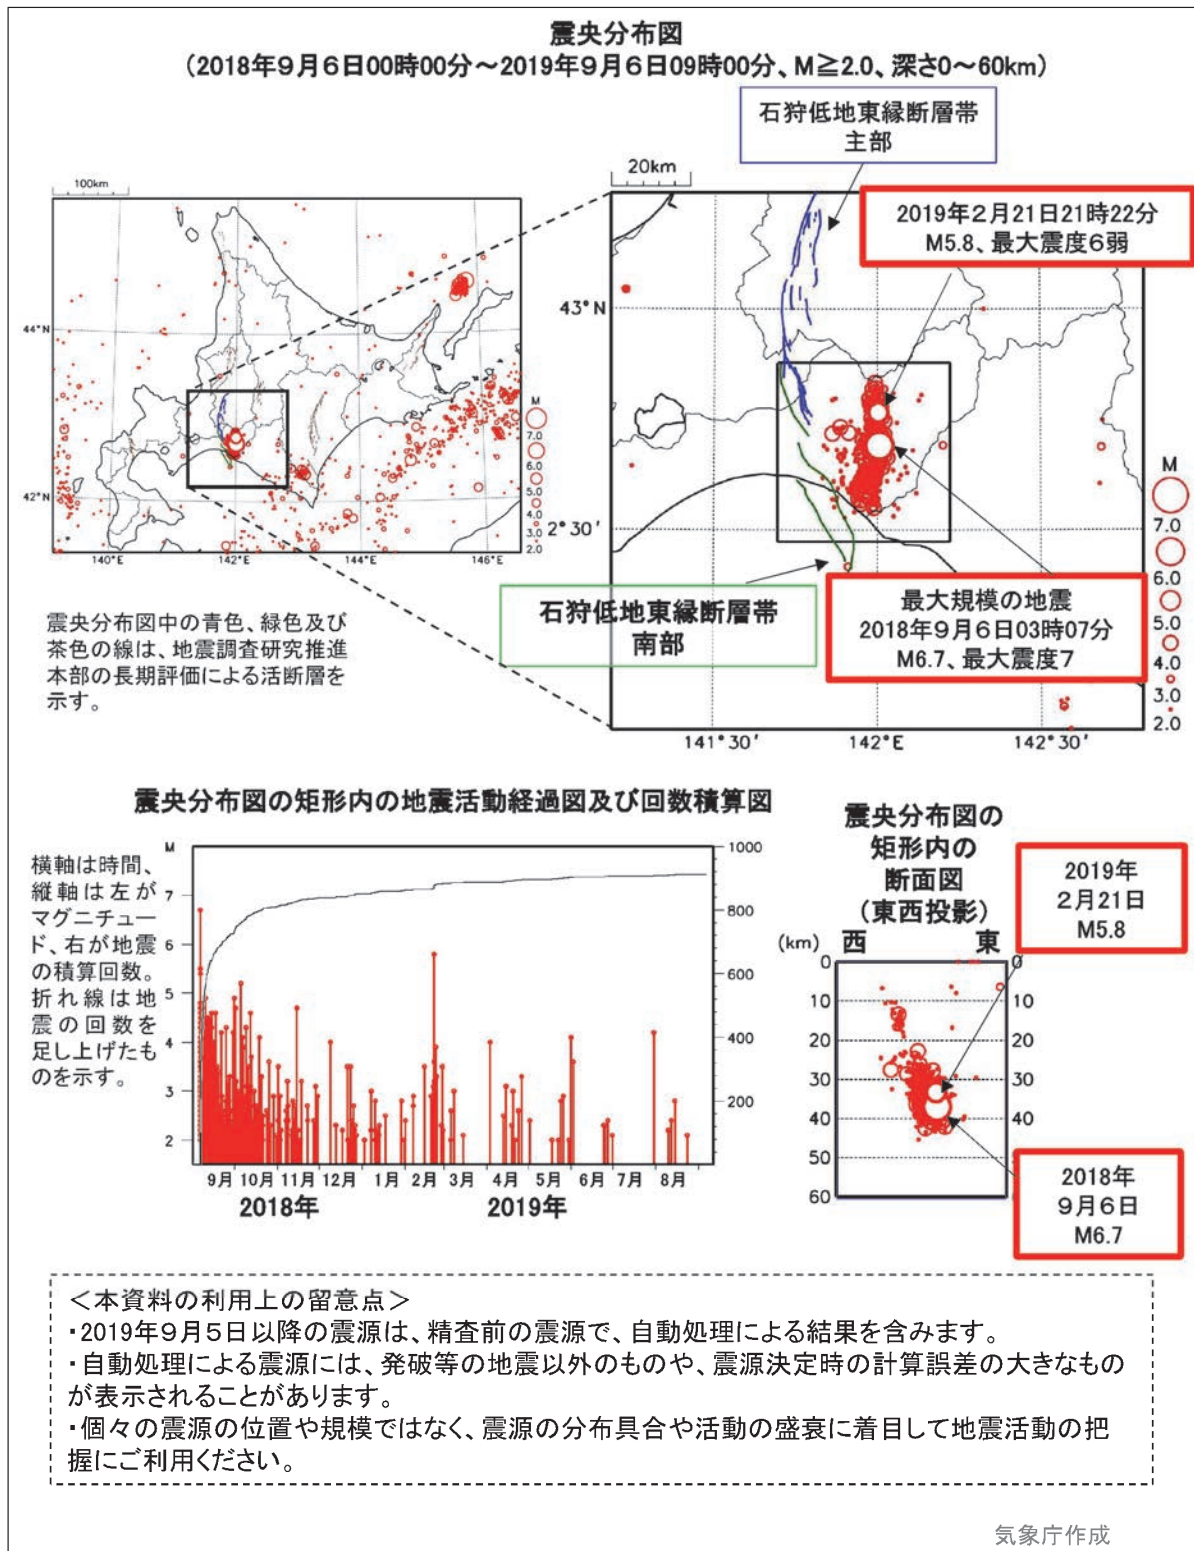 震央分布図
(2018年9月6日00時00分～2019年9月6日09時00分、M≧2.0、深さ0～60km)
石狩低地東縁断層帯
主部
100km
20km
2019年2月21日21時22分
M5.8、最大震度6弱
44°N
42°N
140°E
142°E
144°E
146°E
M
7.0
6.0
5.0
4.0
3.0
2.0
43°N
2°30′
141°30′
142°E
142°30′
M
7.0
6.0
5.0
4.0
3.0
2.0
石狩低地東縁断層帯
南部
最大規模の地震
2018年9月6日03時07分
M6.7、最大震度7
震央分布図中の青色、緑色及び
茶色の線は、地震調査研究推進
本部の長期評価による活断層を
示す。
震央分布図の矩形内の地震活動経過図及び回数積算図
横軸は時間、
縦軸は左が
マグニチュー
ド、右が地震
の積算回数。
折れ線は地
震の回数を
足し上げたも
のを示す。
M
7
6
5
4
3
2
1000
800
600
400
200
9月 10月 11月 12月 1月 2月 3月 4月 5月 6月 7月 8月
2018年 2019年
震央分布図の
矩形内の
断面図
(東西投影)
(km) 西 東
0 0
10 10
20 20
30 30
40 40
50
60
2019年
2月21日
M5.8
2018年
9月6日
M6.7
＜本資料の利用上の留意点＞
・2019年9月5日以降の震源は、精査前の震源で、自動処理による結果を含みます。
・自動処理による震源には、発破等の地震以外のものや、震源決定時の計算誤差の大きなもの
が表示されることがあります。
・個々の震源の位置や規模ではなく、震源の分布具合や活動の盛衰に着目して地震活動の把
握にご利用ください。
気象庁作成